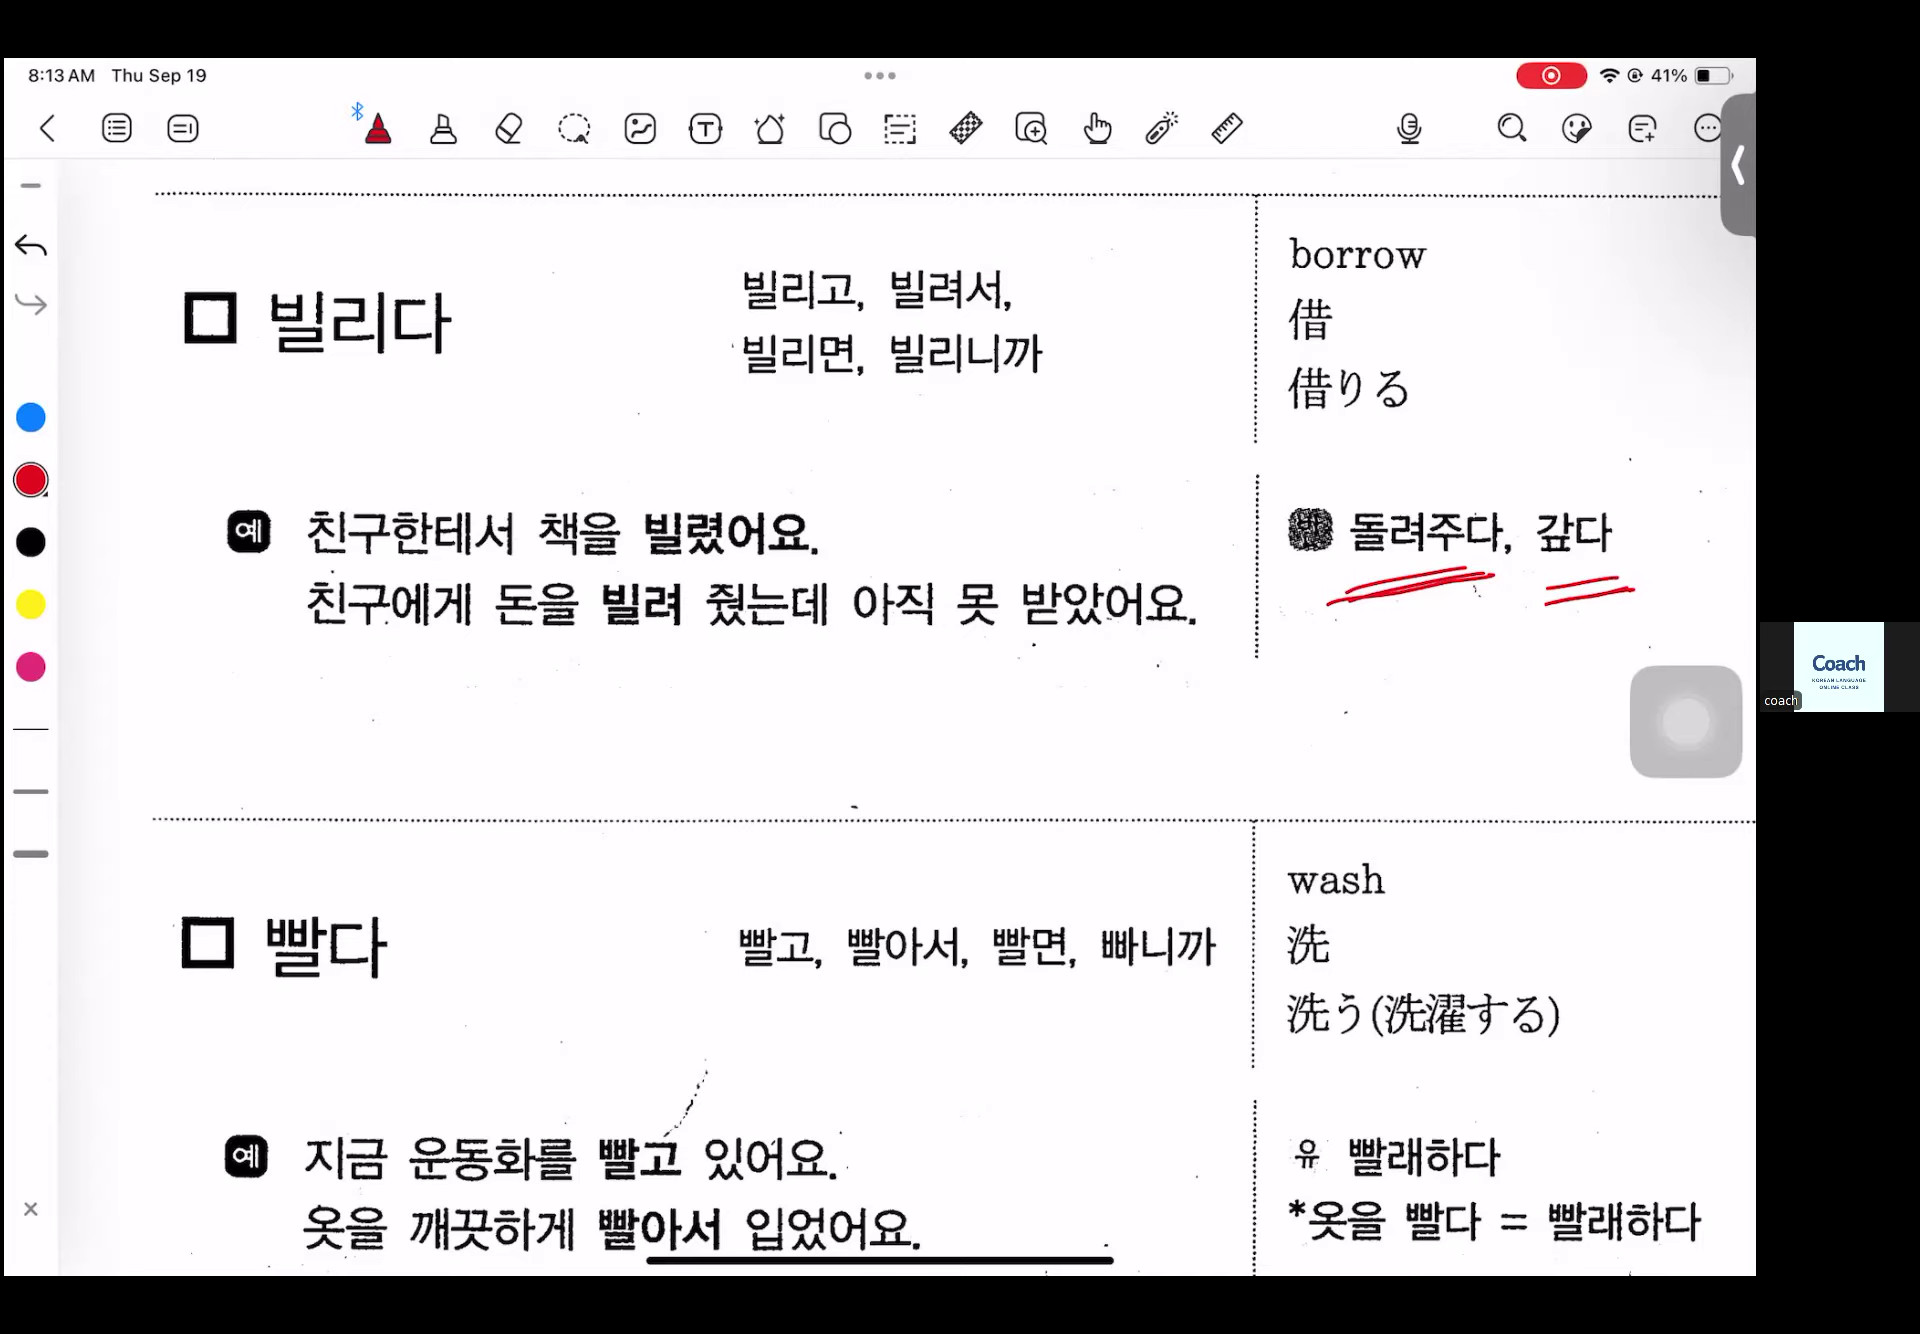 8:13 AM Thu Sep 19
41%
빌리다
빌리고, 빌려서,
빌리면, 빌리니까
borrow
借
借りる
예 친구한테서 책을 빌렸어요.
친구에게 돈을 빌려 줬는데 아직 못 받았어요.
반 돌려주다, 갚다
빨다
빨고, 빨아서, 빨면, 빠니까
wash
洗
洗う(洗濯する)
예 지금 운동화를 빨고 있어요.
옷을 깨끗하게 빨아서 입었어요.
유 빨래하다
*옷을 빨다 = 빨래하다
Coach
KOREAN LANGUAGE
ONLINE CLASS
coach